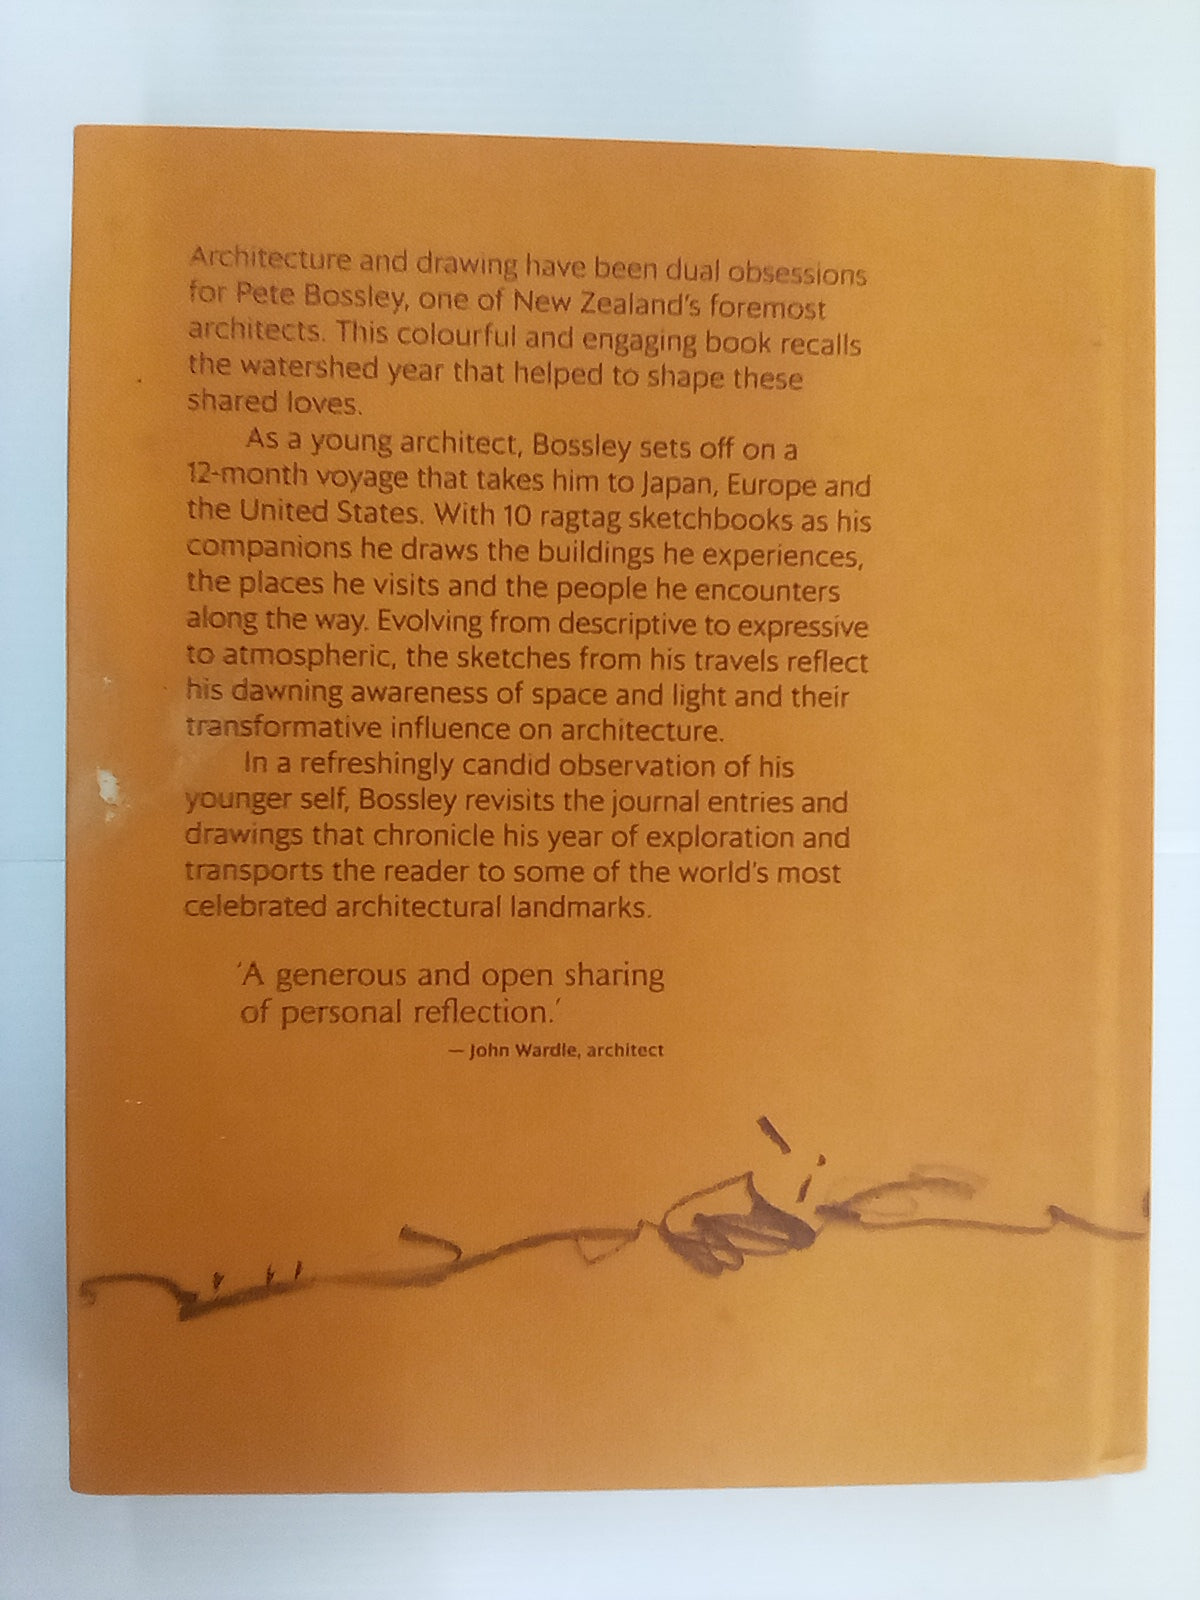 Architecture and drawing have been dual obsessions
for Pete Bossley, one of New Zealand's foremost
architects. This colourful and engaging book recalls
the watershed year that helped to shape these
shared loves.
As a young architect, Bossley sets off on a
12-month voyage that takes him to Japan, Europe and
the United States. With 10 ragtag sketchbooks as his
companions he draws the buildings he experiences,
the places he visits and the people he encounters
along the way. Evolving from descriptive to expressive
to atmospheric, the sketches from his travels reflect
his dawning awareness of space and light and their
transformative influence on architecture.
In a refreshingly candid observation of his
younger self, Bossley revisits the journal entries and
drawings that chronicle his year of exploration and
transports the reader to some of the world's most
celebrated architectural landmarks.
'A generous and open sharing
of personal reflection.'
— John Wardle, architect